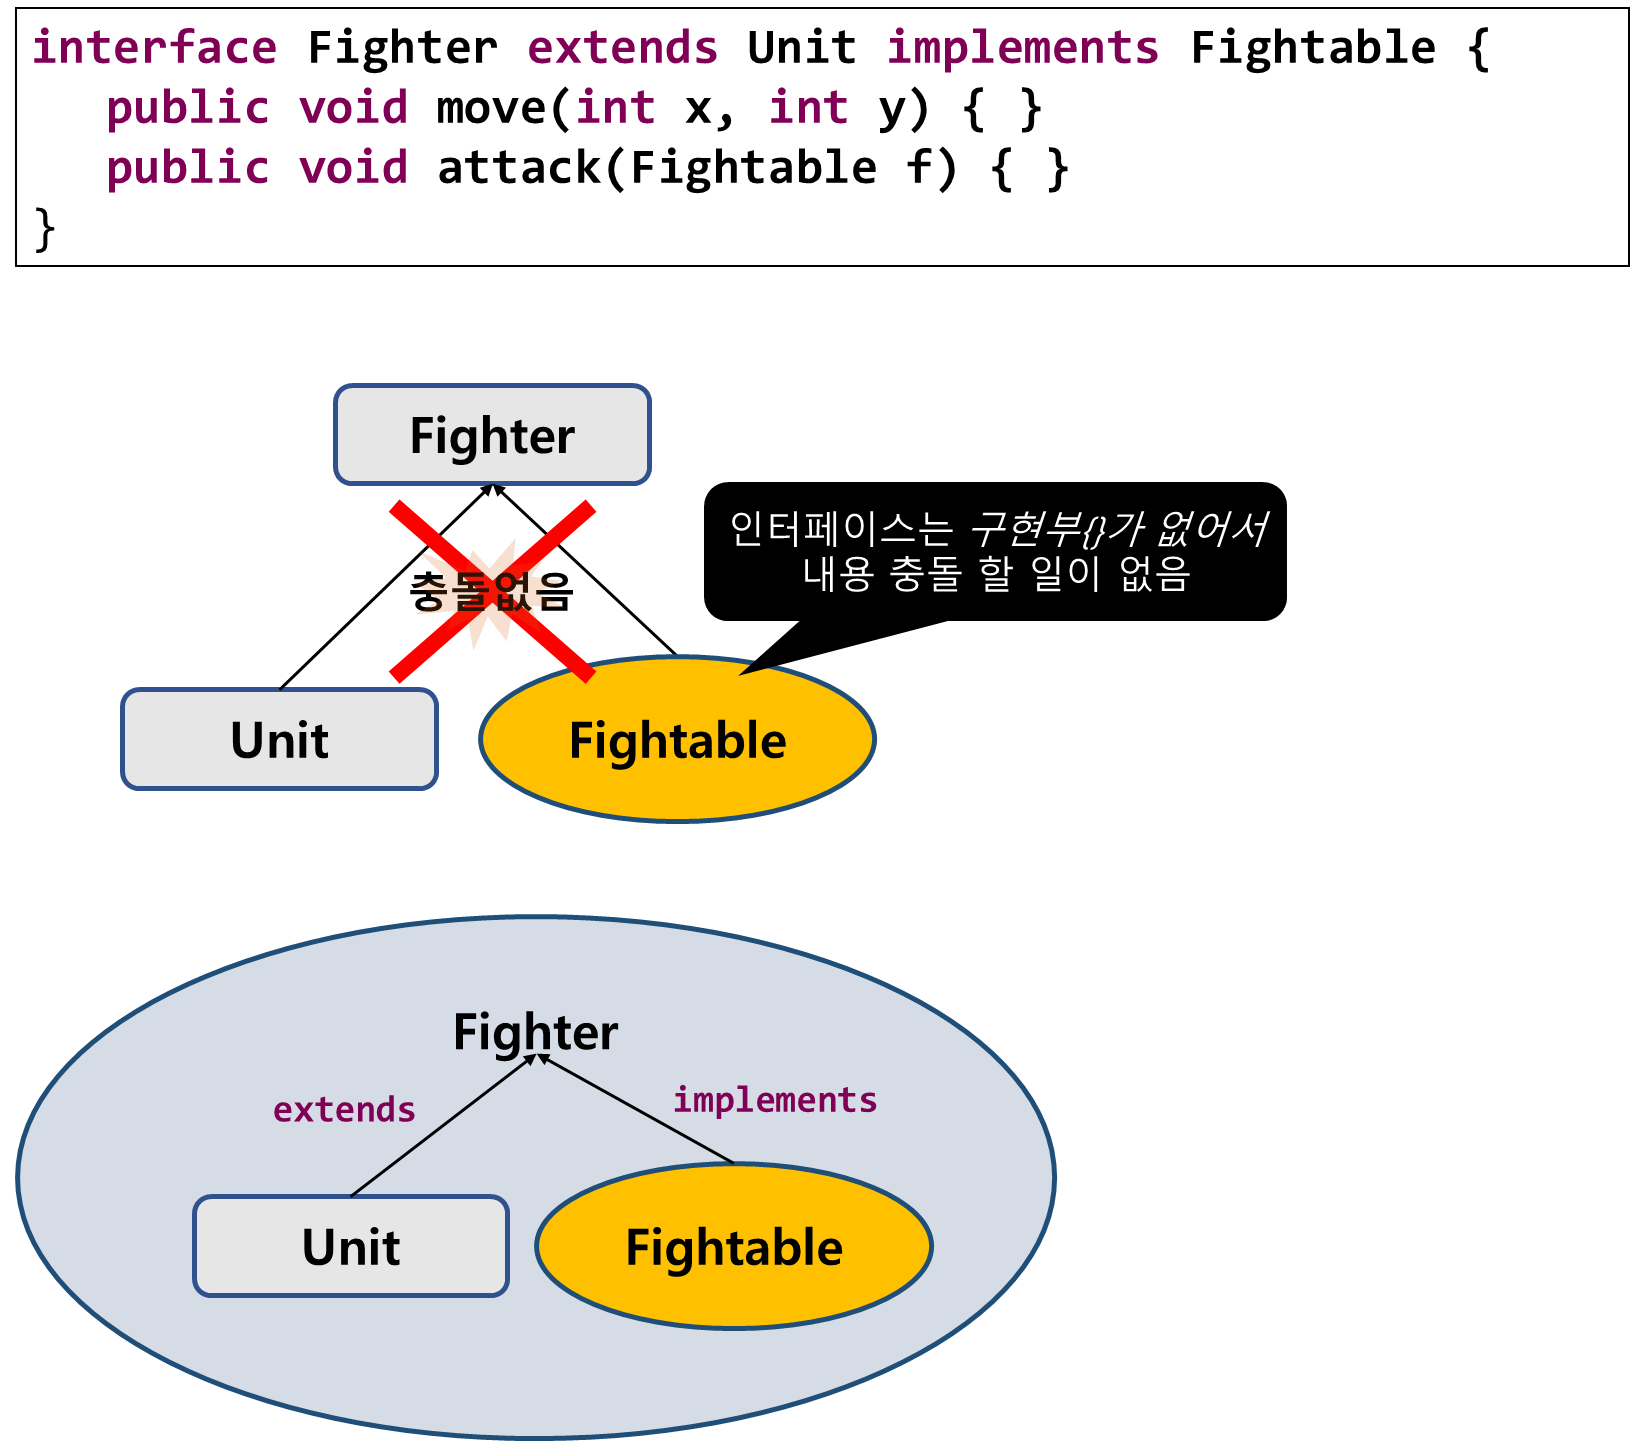 interface Fighter extends Unit implements Fightable {
public void move(int x, int y) { }
public void attack(Fightable f) { }
}
Fighter
인터페이스는 구현부{}가 없어서
내용 충돌 할 일이 없음
충돌없음
Unit
Fightable
Fighter
extends
implements
Unit
Fightable